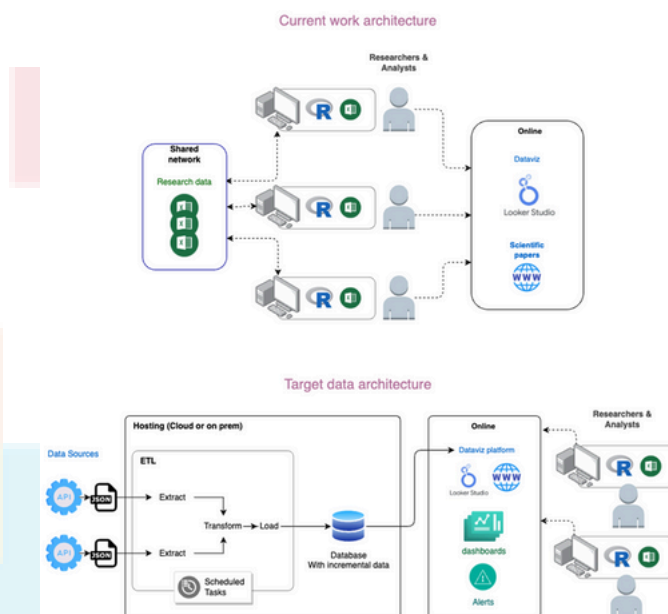 Current work architecture
Researchers &
Analysts
Shared
network
Research data
R
R
R
Online
Dataviz
Looker Studio
Scientific
papers
WWW
Target data architecture
Hosting (Cloud or on prem)
Data Sources
ETL
API
JSON
Extract
Transform
Load
API
JSON
Extract
Scheduled
Tasks
Database
With incremental data
Online
Dataviz platform
Looker Studio
WWW
dashboards
Alerts
Researchers &
Analysts
R
R